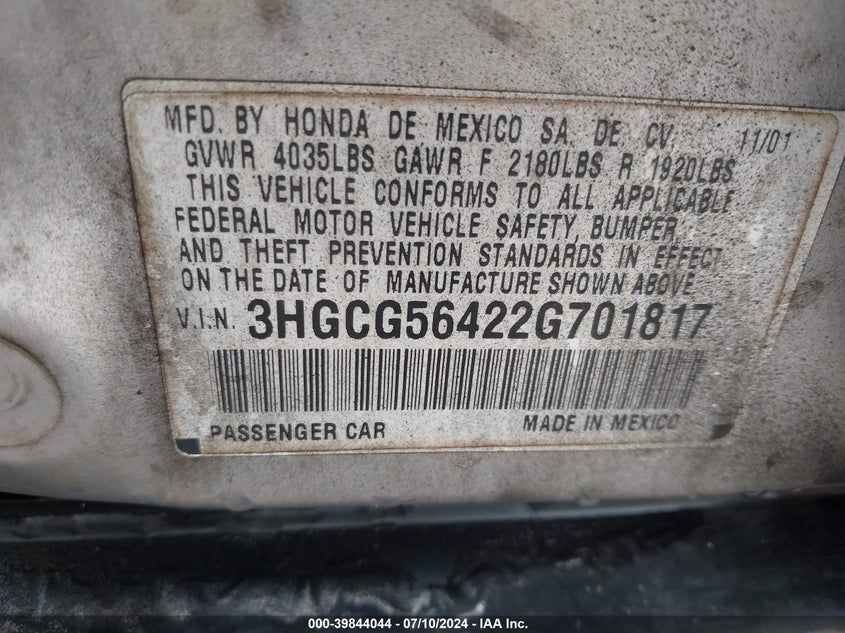 MFD. BY HONDA DE MEXICO SA. DE CV. 11/01
GVWR 4035LBS GAWR F 2180LBS R 1920LBS
THIS VEHICLE CONFORMS TO ALL APPLICABLE
FEDERAL MOTOR VEHICLE SAFETY, BUMPER,
AND THEFT PREVENTION STANDARDS IN EFFECT
ON THE DATE OF MANUFACTURE SHOWN ABOVE
V.I.N. 3HGCG56422G701817
PASSENGER CAR MADE IN MEXICO
000-39844044 - 07/10/2024 - IAA Inc.